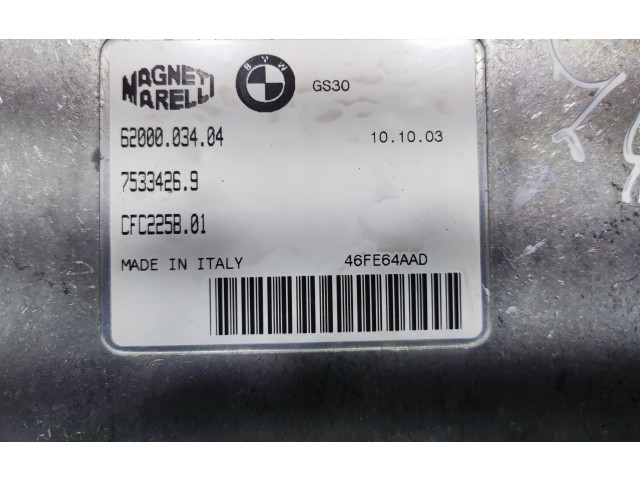 MAGNETI
MARELLI
BMW
GS30
62000.034.04
10.10.03
7533426.9
CFC225B.01
MADE IN ITALY
46FE64AAD